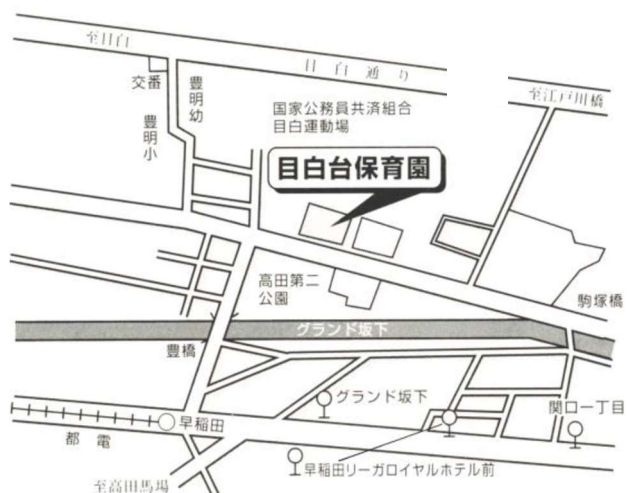 至目白
目白通り
至江戸川橋
交番
豊明幼
豊明小
国家公務員共済組合
目白運動場
目白台保育園
高田第二
公園
駒塚橋
グランド坂下
豊橋
グランド坂下
関口一丁目
早稲田
都電
早稲田リーガロイヤルホテル前
至高田馬場